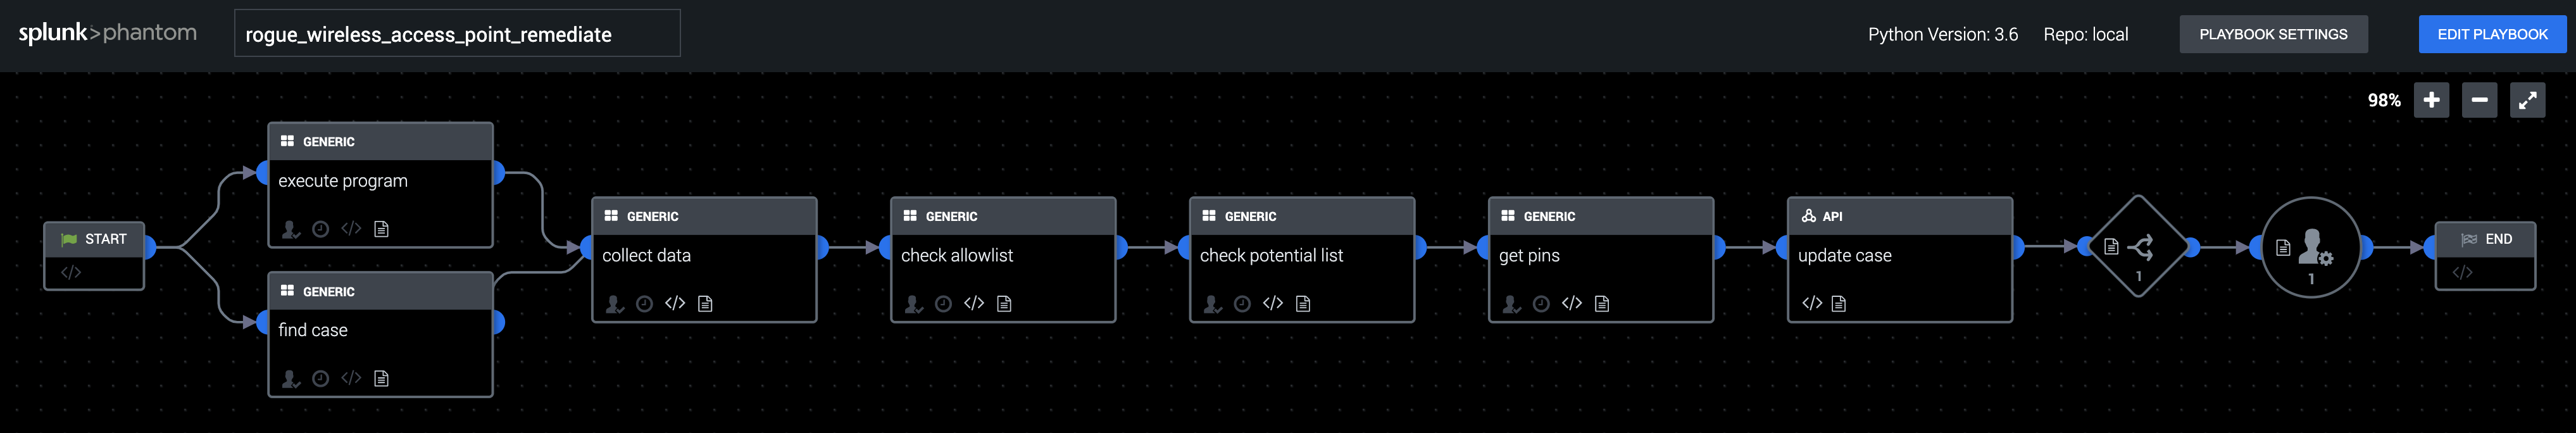 splunk>phantom
rogue_wireless_access_point_remediate
Python Version: 3.6
Repo: local
PLAYBOOK SETTINGS
EDIT PLAYBOOK
98%
START
</>
GENERIC
execute program
</>
GENERIC
find case
</>
GENERIC
collect data
</>
GENERIC
check allowlist
</>
GENERIC
check potential list
</>
GENERIC
get pins
</>
API
update case
</>
1
1
END
</>